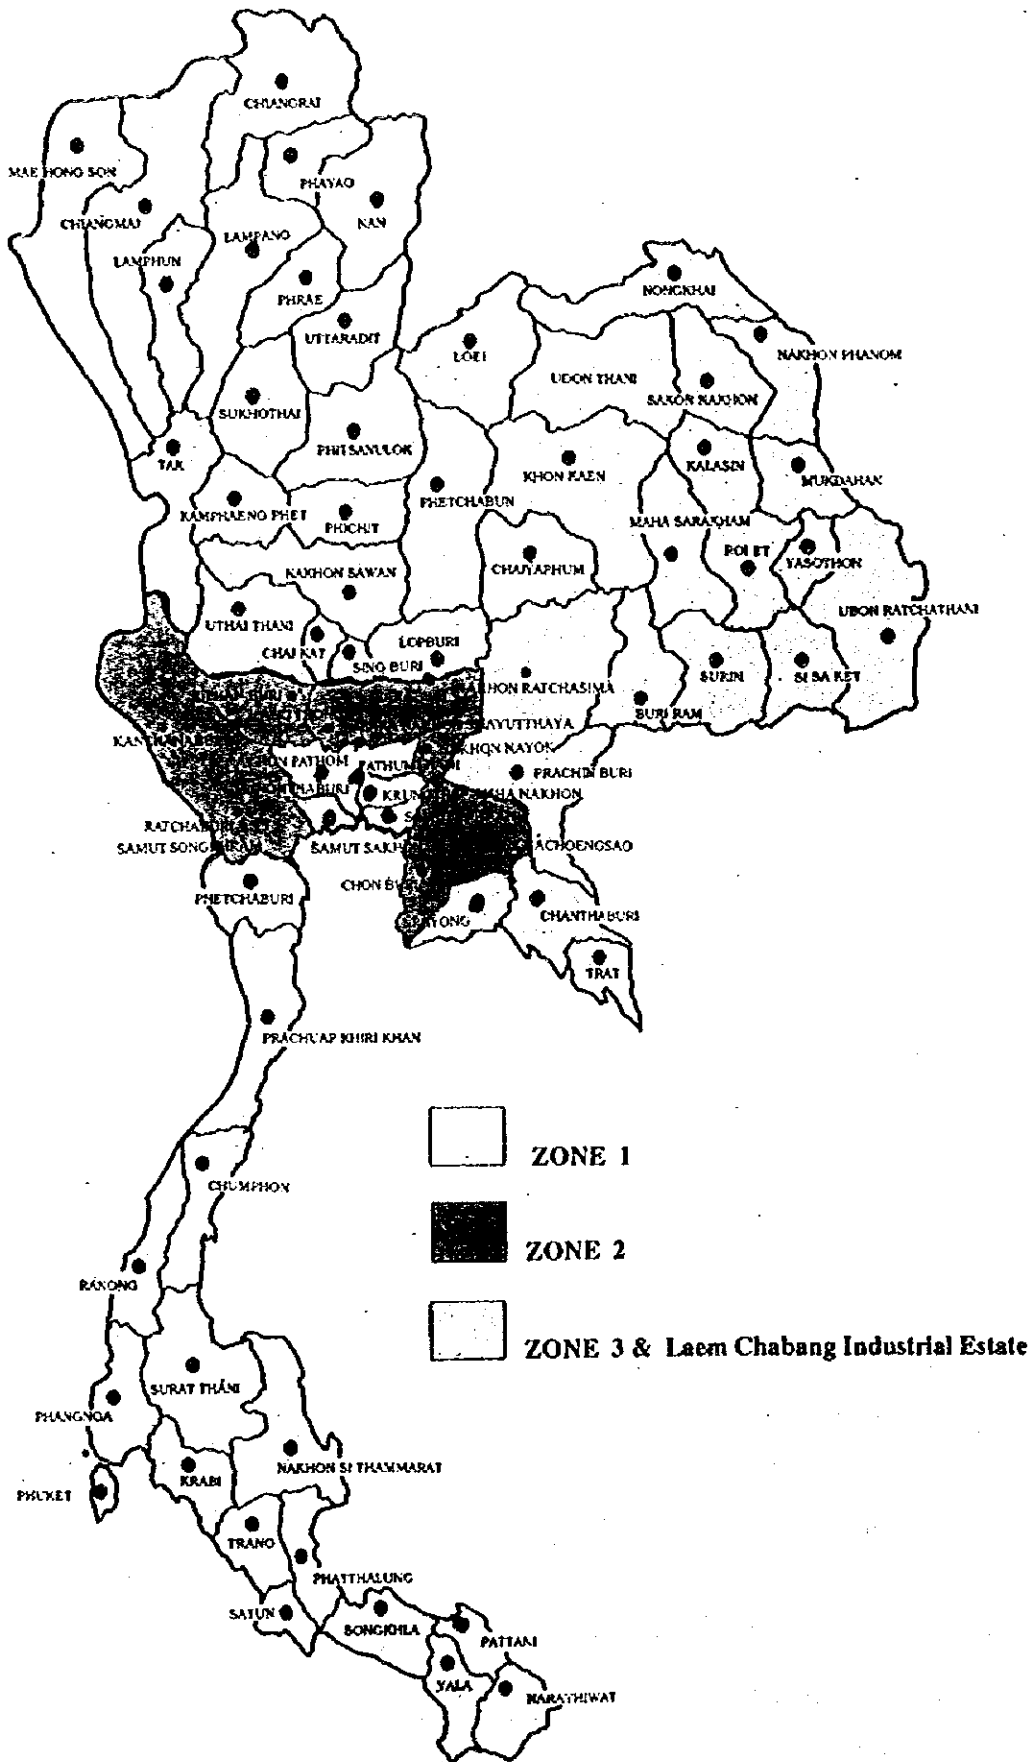 CHIANGRAI
MAE HONG SON
PHAYAO
CHIANGMAI
NAN
LAMPANG
LAMPHUN
PHRAE
NONGKHAI
UTTARADIT
LOEI
NAKHON PHANOM
UDON THANI
SAKON NAKHON
SUKHOTHAI
PHITSANULOK
TAK
KALASIN
KHON KAEN
MUKDAHAN
PHETCHABUN
KAMPHAENG PHET
PHICHIT
MAHA SARAKHAM
ROI ET
YASOTHON
NAKHON SAWAN
CHAIYAPHUM
UBON RATCHATHANI
UTHAI THANI
LOPBURI
CHAI NAT
SING BURI
NAKHON RATCHASIMA
SURIN
SI SA KET
BURI RAM
AYUTTHAYA
NAKHON NAYOK
PATHOM
PRACHIN BURI
MAHA NAKHON
RATCHABURI
SAMUT SONGKHRAM
SAMUT SAKHON
ACHOENGSAO
CHON BURI
PHETCHABURI
RAYONG
CHANTHABURI
TRAT
PRACHUAP KHIRI KHAN
ZONE 1
CHUMPHON
ZONE 2
RANONG
ZONE 3 & Laem Chabang Industrial Estate
SURAT THANI
PHANGNGA
NAKHON SI THAMMARAT
KRABI
PHUKET
TRANG
PHATTHALUNG
SATUN
SONGKHLA
PATTANI
YALA
NARATHIWAT